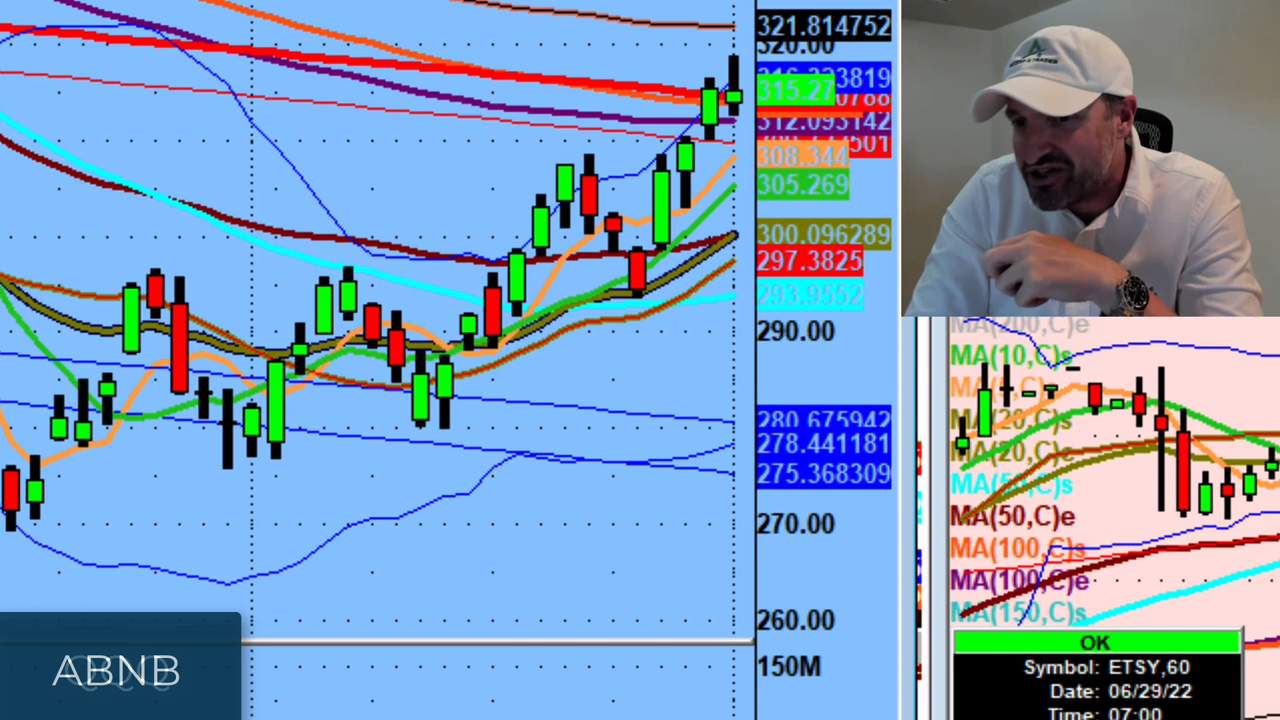 321.814752
320.00
315.27
312.093142
308.344
305.269
300.096289
297.3825
293.9552
290.00
280.675942
278.441181
275.368309
270.00
260.00
150M
ABNB
MA(200,C)e
MA(10,C)s
MA(20,C)s
MA(20,C)e
MA(50,C)s
MA(50,C)e
MA(100,C)s
MA(100,C)e
MA(150,C)s
OK
Symbol: ETSY,60
Date: 06/29/22
Time: 07:00